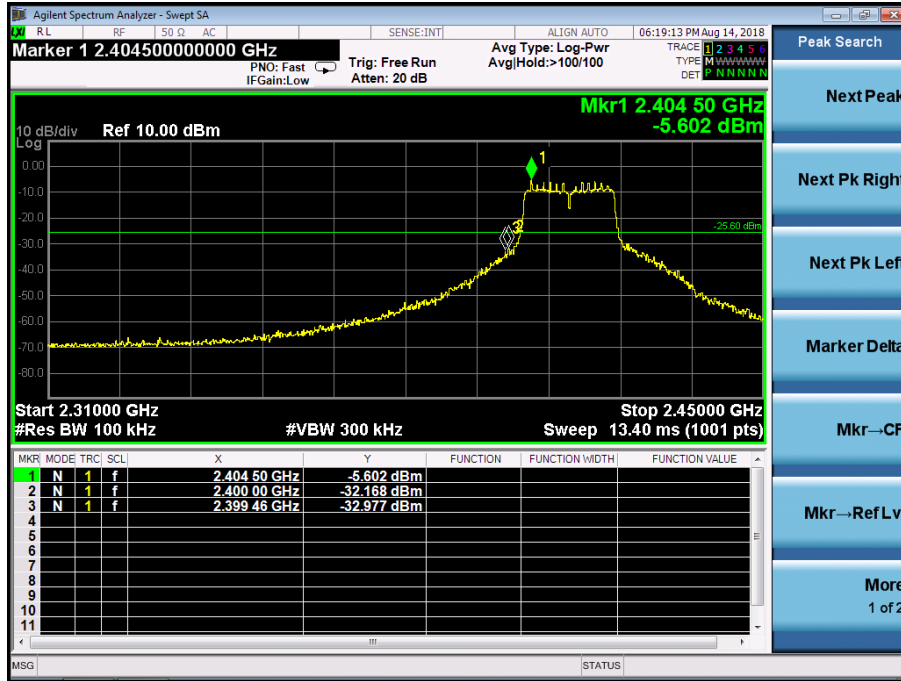 Agilent Spectrum Analyzer - Swept SA
LXI RL RF 50 Ω AC SENSE:INT ALIGN AUTO 06:19:13 PM Aug 14, 2018
Marker 1 2.404500000000 GHz
PNO: Fast
IFGain:Low
Trig: Free Run
Atten: 20 dB
Avg Type: Log-Pwr
Avg|Hold:>100/100
TRACE 1 2 3 4 5 6
TYPE M W W W W W
DET P N N N N N
Mkr1 2.404 50 GHz
-5.602 dBm
10 dB/div Ref 10.00 dBm
Log
0.00
-10.0
-20.0
-30.0
-40.0
-50.0
-60.0
-70.0
-80.0
1
-25.60 dBm
Start 2.31000 GHz Stop 2.45000 GHz
#Res BW 100 kHz #VBW 300 kHz Sweep 13.40 ms (1001 pts)
MKR MODE TRC SCL X Y FUNCTION FUNCTION WIDTH FUNCTION VALUE
1 N 1 f 2.404 50 GHz -5.602 dBm
2 N 1 f 2.400 00 GHz -32.168 dBm
3 N 1 f 2.399 46 GHz -32.977 dBm
4
5
6
7
8
9
10
11
MSG STATUS
Peak Search
Next Peak
Next Pk Right
Next Pk Left
Marker Delta
Mkr→CF
Mkr→Ref Lv
More
1 of 2